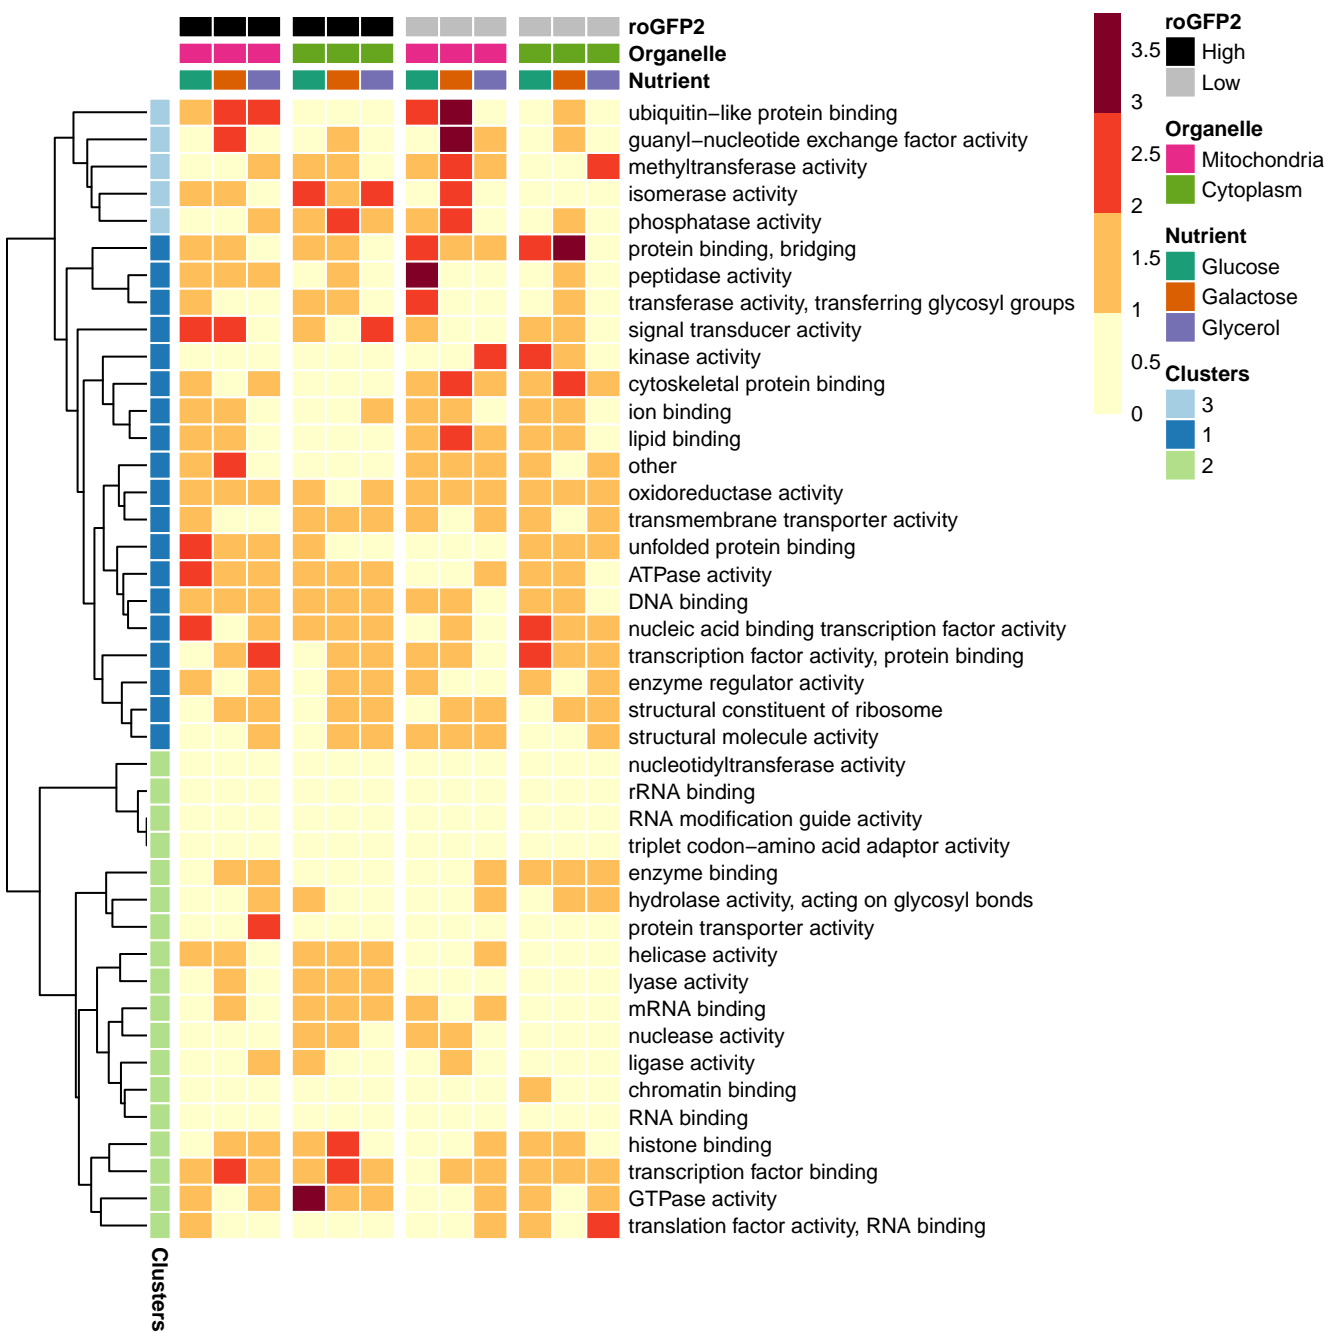 roGFP2
Organelle
Nutrient
ubiquitin−like protein binding
guanyl−nucleotide exchange factor activity
methyltransferase activity
isomerase activity
phosphatase activity
protein binding, bridging
peptidase activity
transferase activity, transferring glycosyl groups
signal transducer activity
kinase activity
cytoskeletal protein binding
ion binding
lipid binding
other
oxidoreductase activity
transmembrane transporter activity
unfolded protein binding
ATPase activity
DNA binding
nucleic acid binding transcription factor activity
transcription factor activity, protein binding
enzyme regulator activity
structural constituent of ribosome
structural molecule activity
nucleotidyltransferase activity
rRNA binding
RNA modification guide activity
triplet codon−amino acid adaptor activity
enzyme binding
hydrolase activity, acting on glycosyl bonds
protein transporter activity
helicase activity
lyase activity
mRNA binding
nuclease activity
ligase activity
chromatin binding
RNA binding
histone binding
transcription factor binding
GTPase activity
translation factor activity, RNA binding
Clusters
3.5
3
2.5
2
1.5
1
0.5
0
roGFP2
High
Low
Organelle
Mitochondria
Cytoplasm
Nutrient
Glucose
Galactose
Glycerol
Clusters
3
1
2